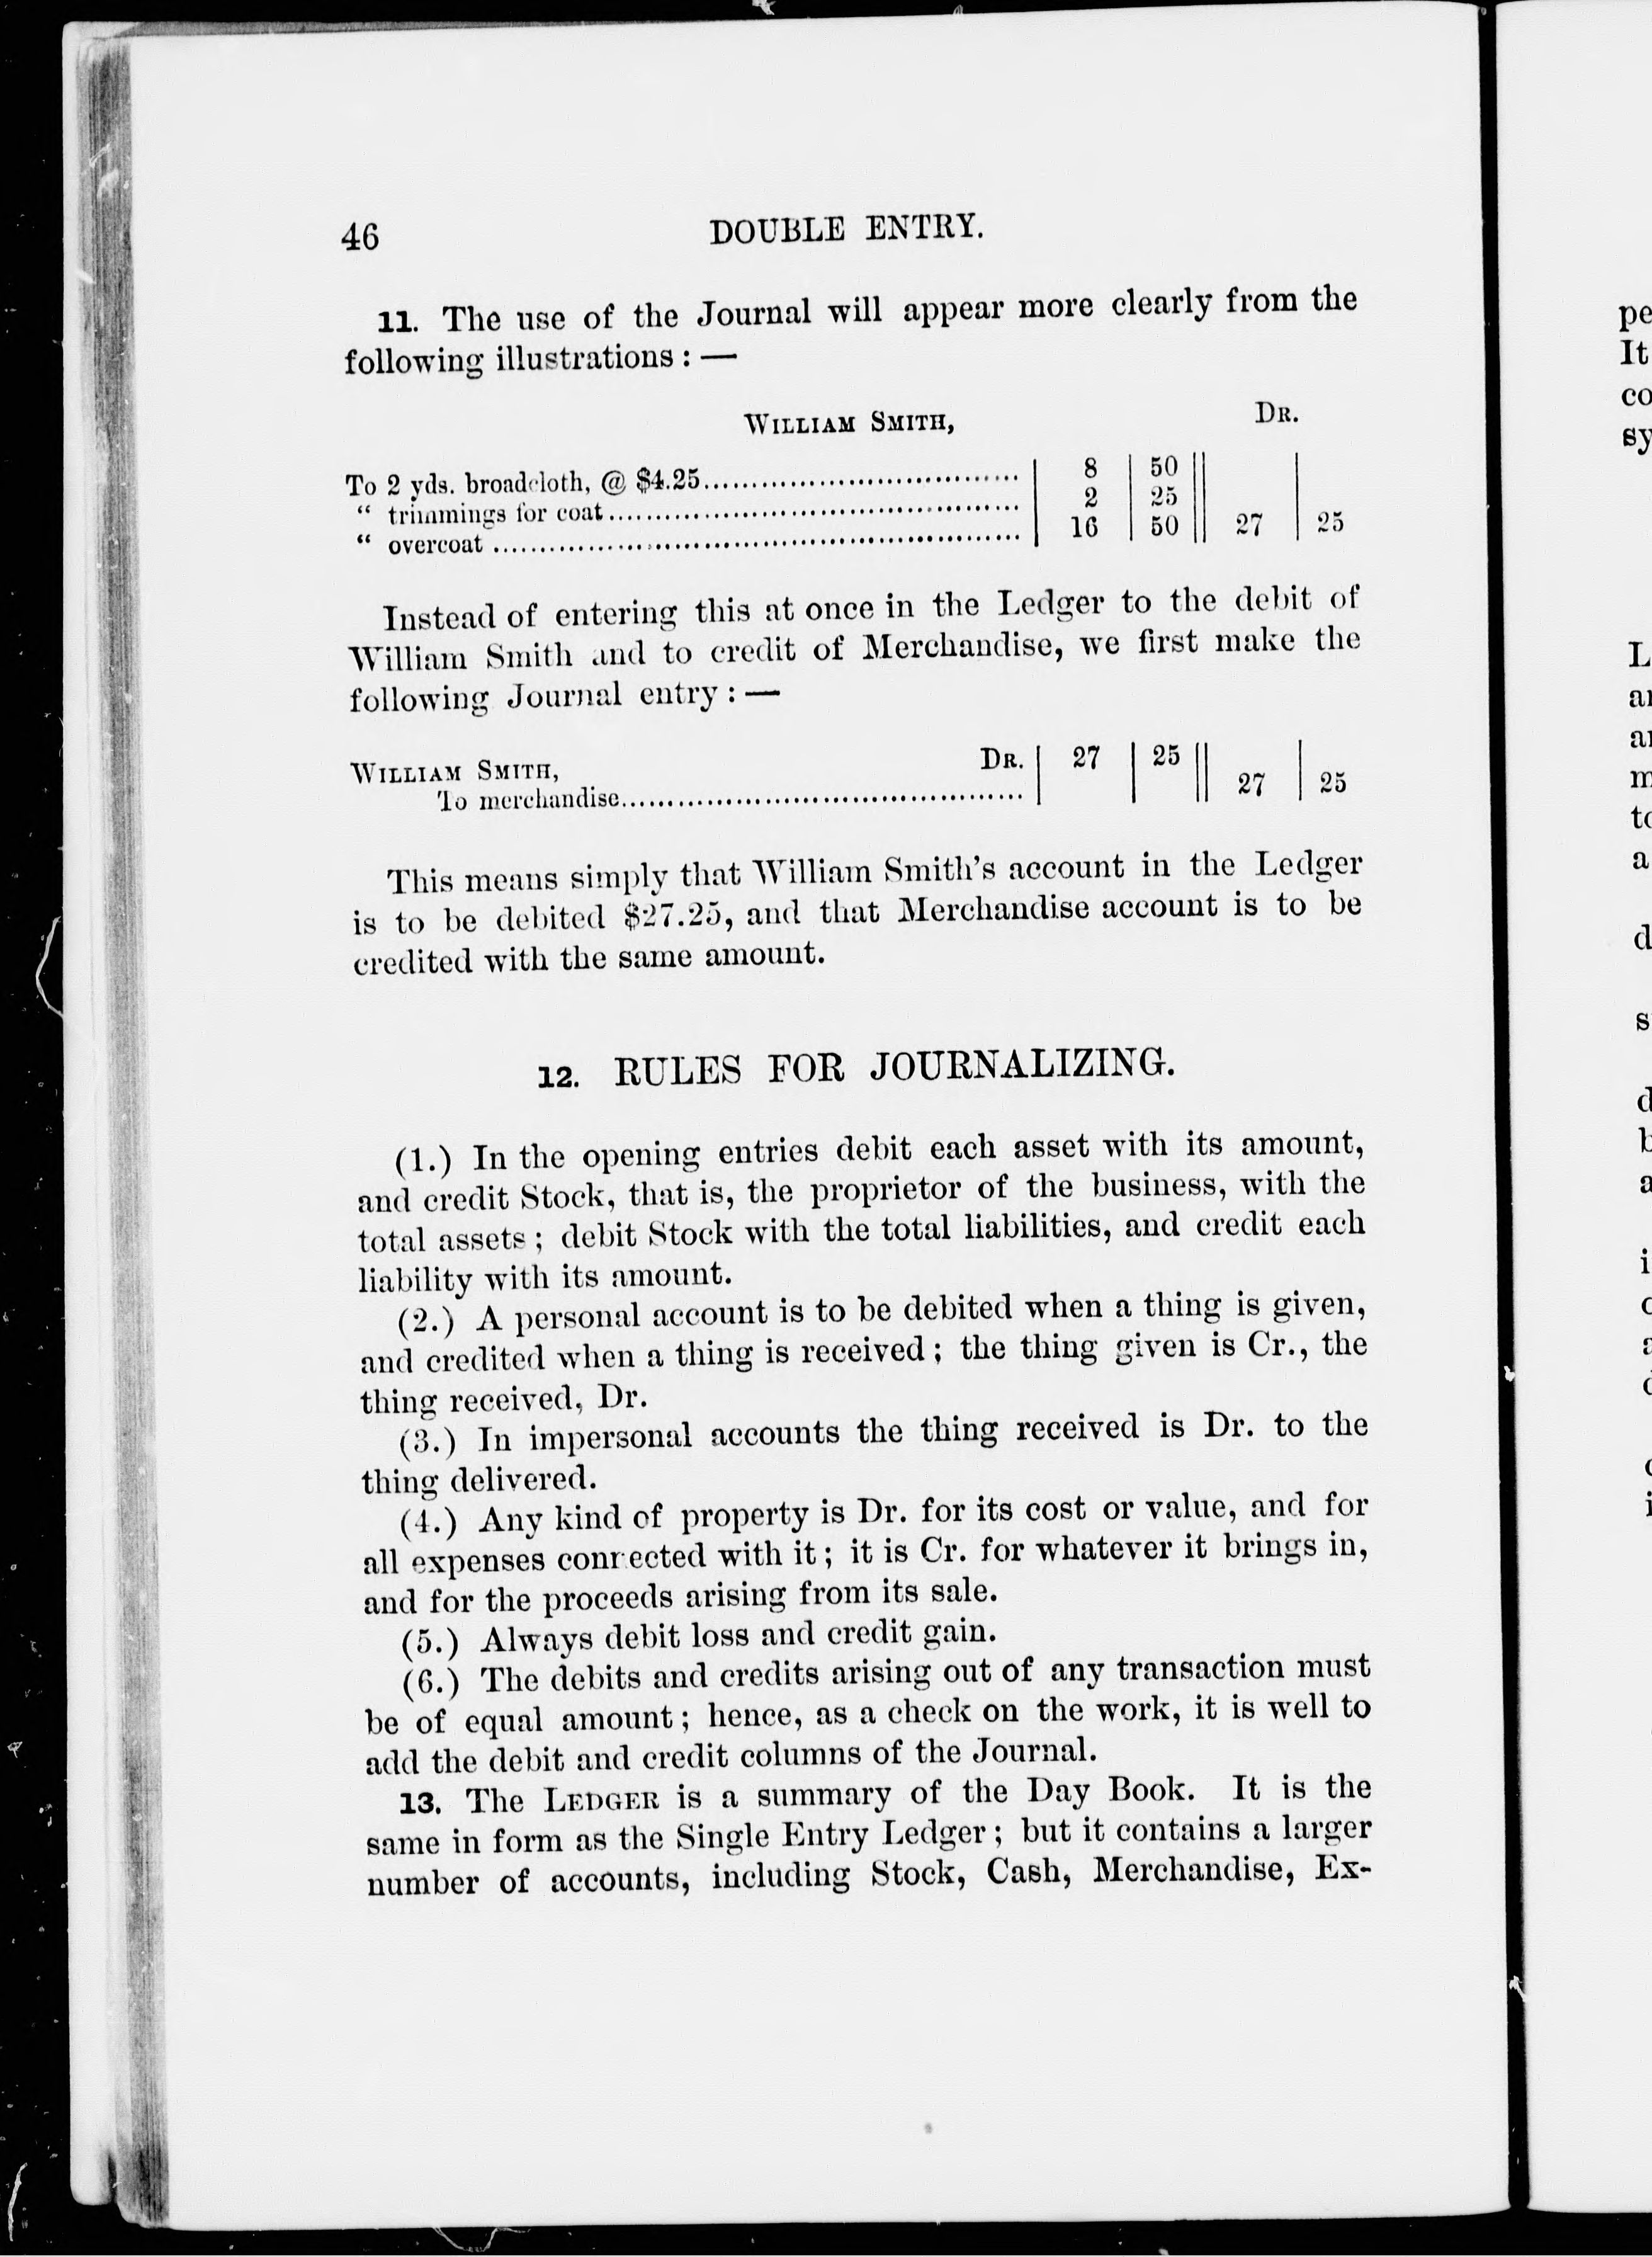 46 DOUBLE ENTRY.
11. The use of the Journal will appear more clearly from the
following illustrations : —
WILLIAM SMITH, DR.
To 2 yds. broadcloth, @ $4.25 8 50
“ trimmings for coat 2 25
“ overcoat 16 50 27 25
Instead of entering this at once in the Ledger to the debit of
William Smith and to credit of Merchandise, we first make the
following Journal entry : —
WILLIAM SMITH, DR. 27 25
To merchandise 27 25
This means simply that William Smith’s account in the Ledger
is to be debited $27.25, and that Merchandise account is to be
credited with the same amount.
12. RULES FOR JOURNALIZING.
(1.) In the opening entries debit each asset with its amount,
and credit Stock, that is, the proprietor of the business, with the
total assets ; debit Stock with the total liabilities, and credit each
liability with its amount.
(2.) A personal account is to be debited when a thing is given,
and credited when a thing is received ; the thing given is Cr., the
thing received, Dr.
(3.) In impersonal accounts the thing received is Dr. to the
thing delivered.
(4.) Any kind of property is Dr. for its cost or value, and for
all expenses connected with it ; it is Cr. for whatever it brings in,
and for the proceeds arising from its sale.
(5.) Always debit loss and credit gain.
(6.) The debits and credits arising out of any transaction must
be of equal amount ; hence, as a check on the work, it is well to
add the debit and credit columns of the Journal.
13. The LEDGER is a summary of the Day Book. It is the
same in form as the Single Entry Ledger ; but it contains a larger
number of accounts, including Stock, Cash, Merchandise, Ex-